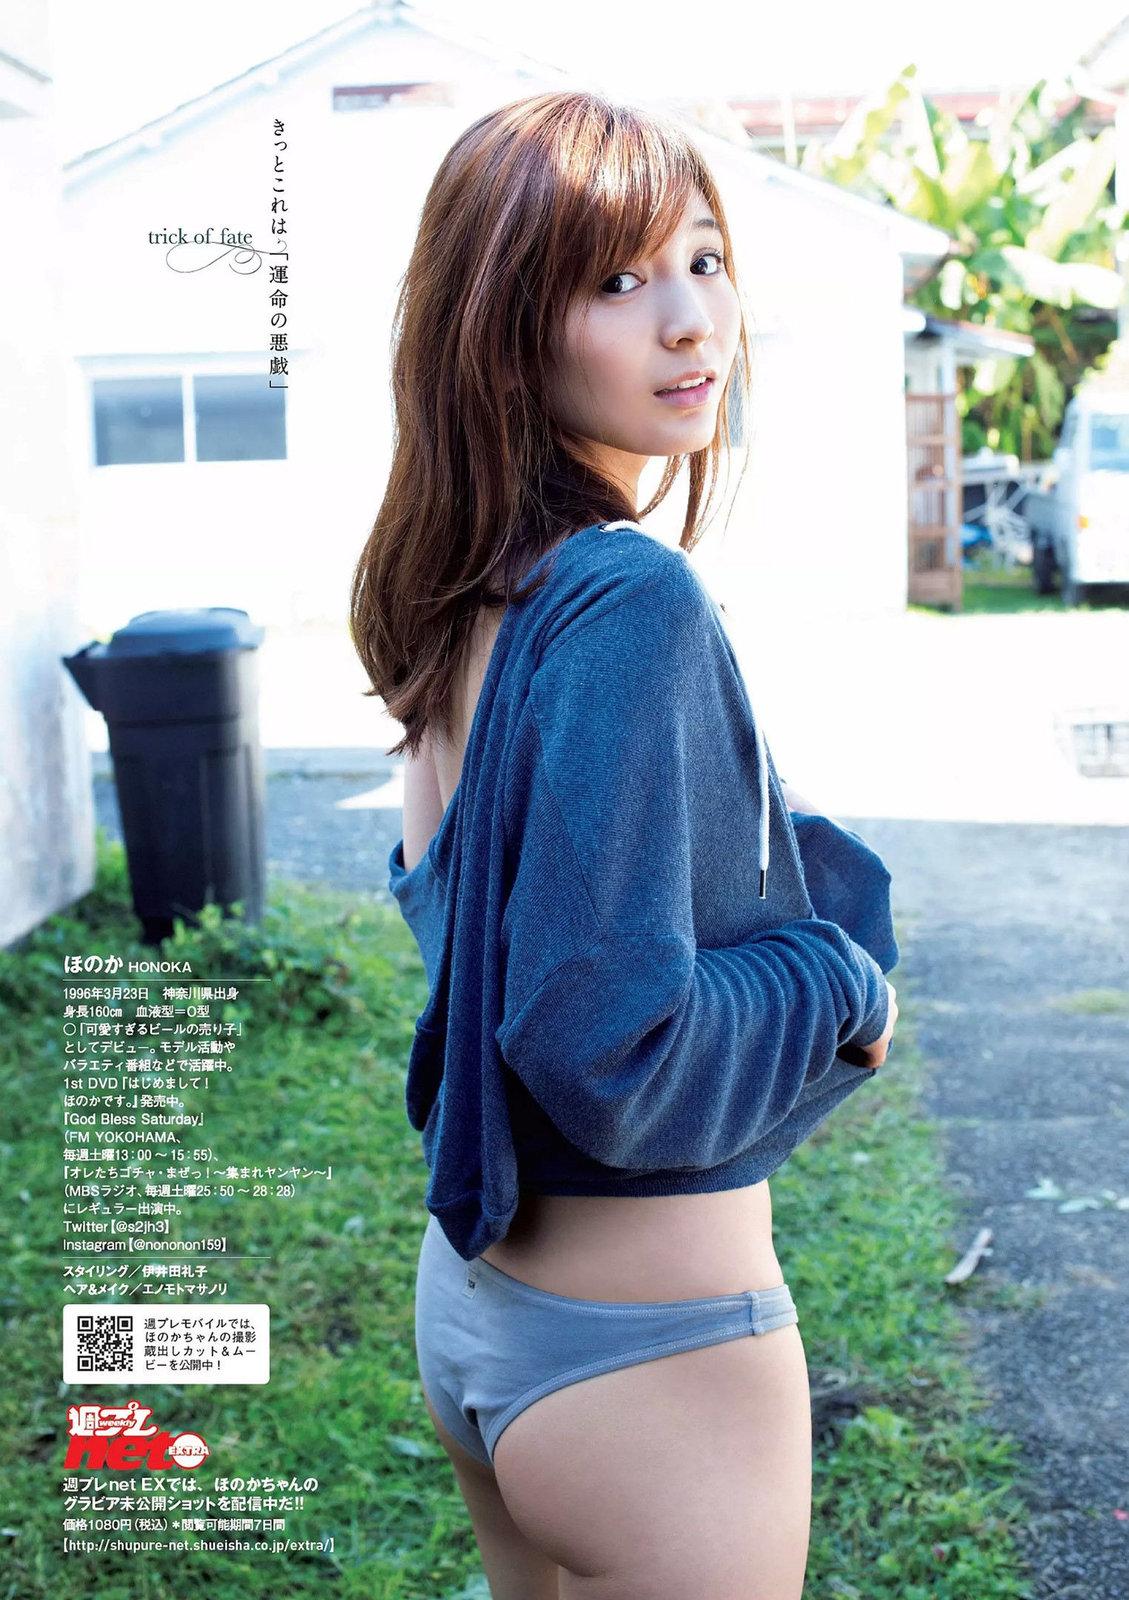 きっとこれは、「運命の悪戯」
trick of fate
ほのか HONOKA
1996年3月23日　神奈川県出身
身長160㎝　血液型=O型
○「可愛すぎるビールの売り子」
としてデビュー。モデル活動や
バラエティ番組などで活躍中。
1st DVD『はじめまして!
ほのかです。』発売中。
『God Bless Saturday』
(FM YOKOHAMA、
毎週土曜13:00〜15:55)、
『オレたちゴチャ・まぜっ!〜集まれヤンヤン〜』
(MBSラジオ、毎週土曜25:50〜28:28)
にレギュラー出演中。
Twitter【@s2jh3】
Instagram【@nononon159】
スタイリング/伊井田礼子
ヘア&メイク/エノモトマサノリ
週プレモバイルでは、
ほのかちゃんの撮影
蔵出しカット&ムー
ビーを公開中!
週プレ
weekly
net EXTRA
週プレnet EXでは、ほのかちゃんの
グラビア未公開ショットを配信中だ!!
価格1080円(税込)*閲覧可能期間7日間
【http://shupure-net.shueisha.co.jp/extra/】